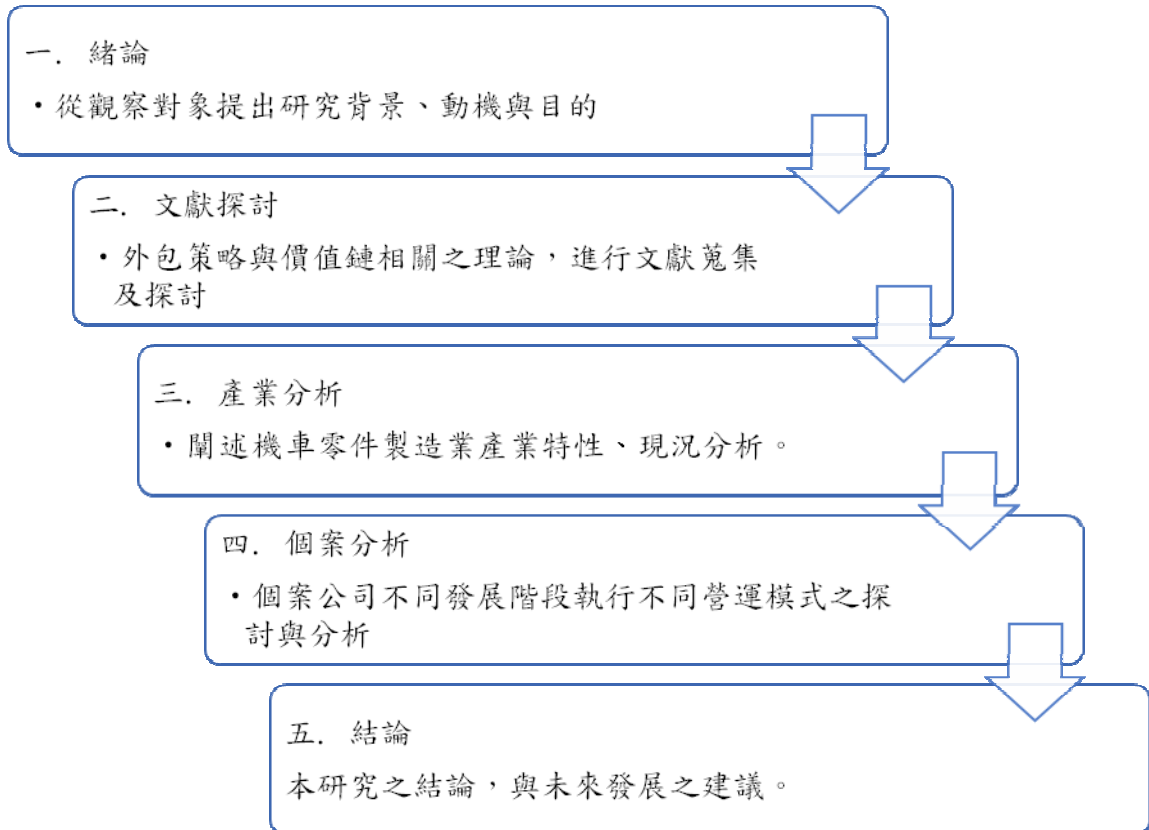 一. 緒論
・從觀察對象提出研究背景、動機與目的
二. 文獻探討
・外包策略與價值鏈相關之理論，進行文獻蒐集
及探討
三. 產業分析
・闡述機車零件製造業產業特性、現況分析。
四. 個案分析
・個案公司不同發展階段執行不同營運模式之探
討與分析
五. 結論
本研究之結論，與未來發展之建議。